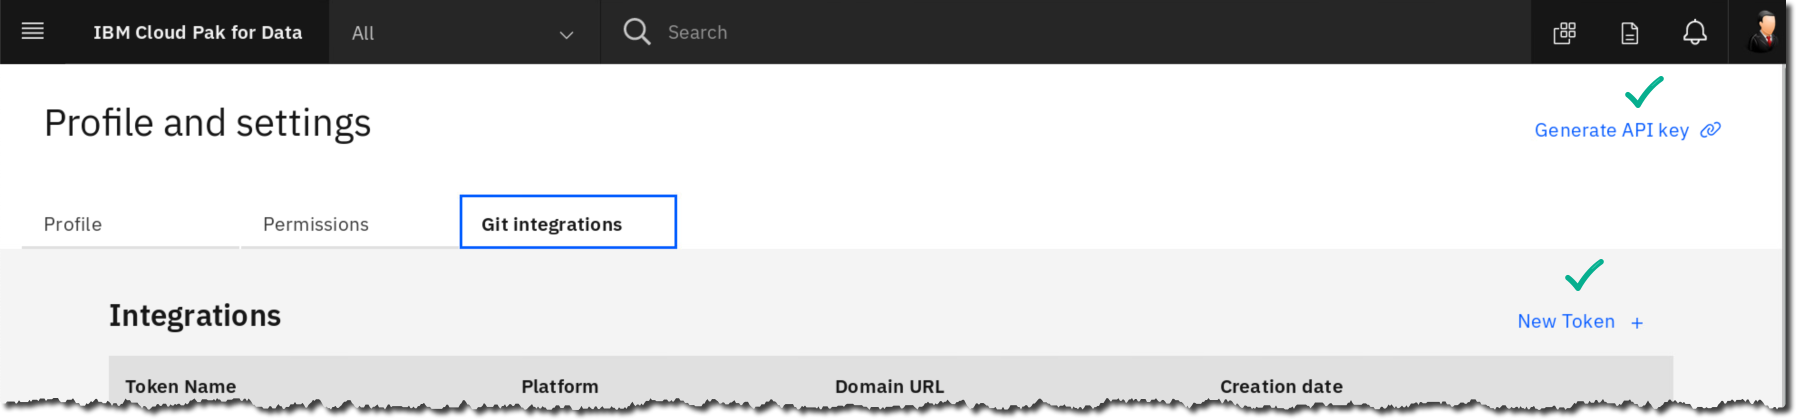 IBM Cloud Pak for Data All Search
Profile and settings
Generate API key
Profile Permissions Git integrations
Integrations
New Token +
Token Name Platform Domain URL Creation date